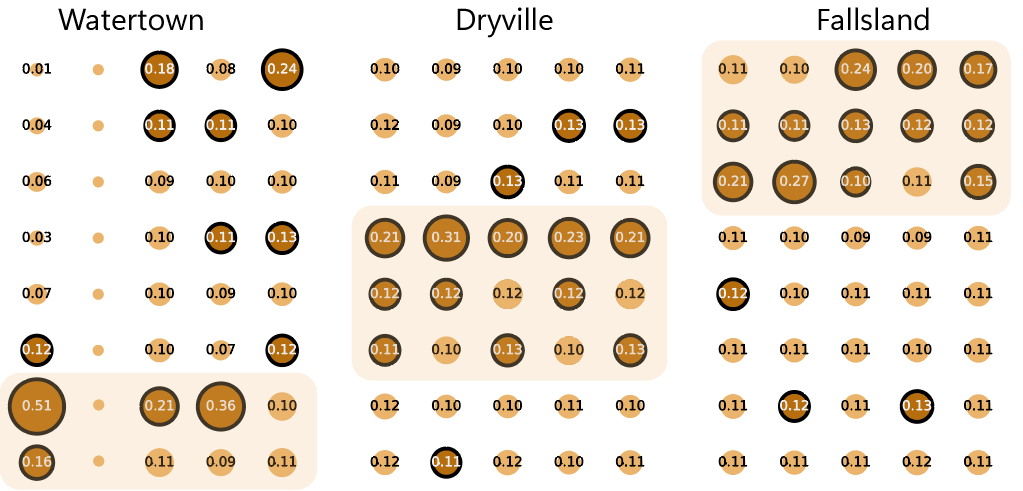 Watertown Dryville Fallsland
0.01 0.18 0.08 0.24 0.10 0.09 0.10 0.10 0.11 0.11 0.10 0.24 0.20 0.17
0.04 0.11 0.11 0.10 0.12 0.09 0.10 0.13 0.13 0.11 0.11 0.13 0.12 0.12
0.06 0.09 0.10 0.10 0.11 0.09 0.13 0.11 0.11 0.21 0.27 0.10 0.11 0.15
0.03 0.10 0.11 0.13 0.21 0.31 0.20 0.23 0.21 0.11 0.10 0.09 0.09 0.11
0.07 0.10 0.09 0.10 0.12 0.12 0.12 0.12 0.12 0.12 0.10 0.11 0.11 0.11
0.12 0.10 0.07 0.12 0.11 0.10 0.13 0.10 0.13 0.11 0.11 0.11 0.10 0.11
0.51 0.21 0.36 0.10 0.12 0.10 0.10 0.11 0.10 0.11 0.12 0.11 0.13 0.11
0.16 0.11 0.09 0.11 0.12 0.11 0.12 0.10 0.11 0.11 0.11 0.11 0.12 0.11